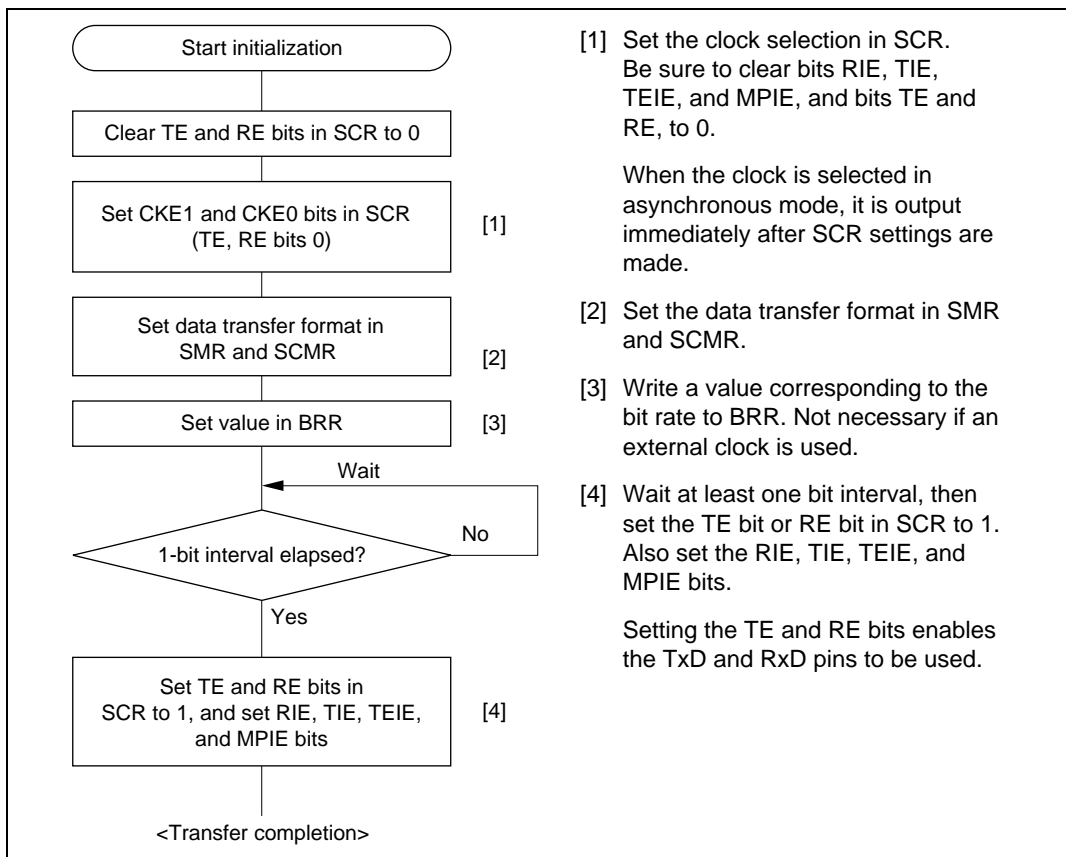 Start initialization
Clear TE and RE bits in SCR to 0
Set CKE1 and CKE0 bits in SCR
(TE, RE bits 0)
[1]
Set data transfer format in
SMR and SCMR
[2]
Set value in BRR
[3]
Wait
No
1-bit interval elapsed?
Yes
Set TE and RE bits in
SCR to 1, and set RIE, TIE, TEIE,
and MPIE bits
[4]
<Transfer completion>
[1] Set the clock selection in SCR.
Be sure to clear bits RIE, TIE,
TEIE, and MPIE, and bits TE and
RE, to 0.
When the clock is selected in
asynchronous mode, it is output
immediately after SCR settings are
made.
[2] Set the data transfer format in SMR
and SCMR.
[3] Write a value corresponding to the
bit rate to BRR. Not necessary if an
external clock is used.
[4] Wait at least one bit interval, then
set the TE bit or RE bit in SCR to 1.
Also set the RIE, TIE, TEIE, and
MPIE bits.
Setting the TE and RE bits enables
the TxD and RxD pins to be used.